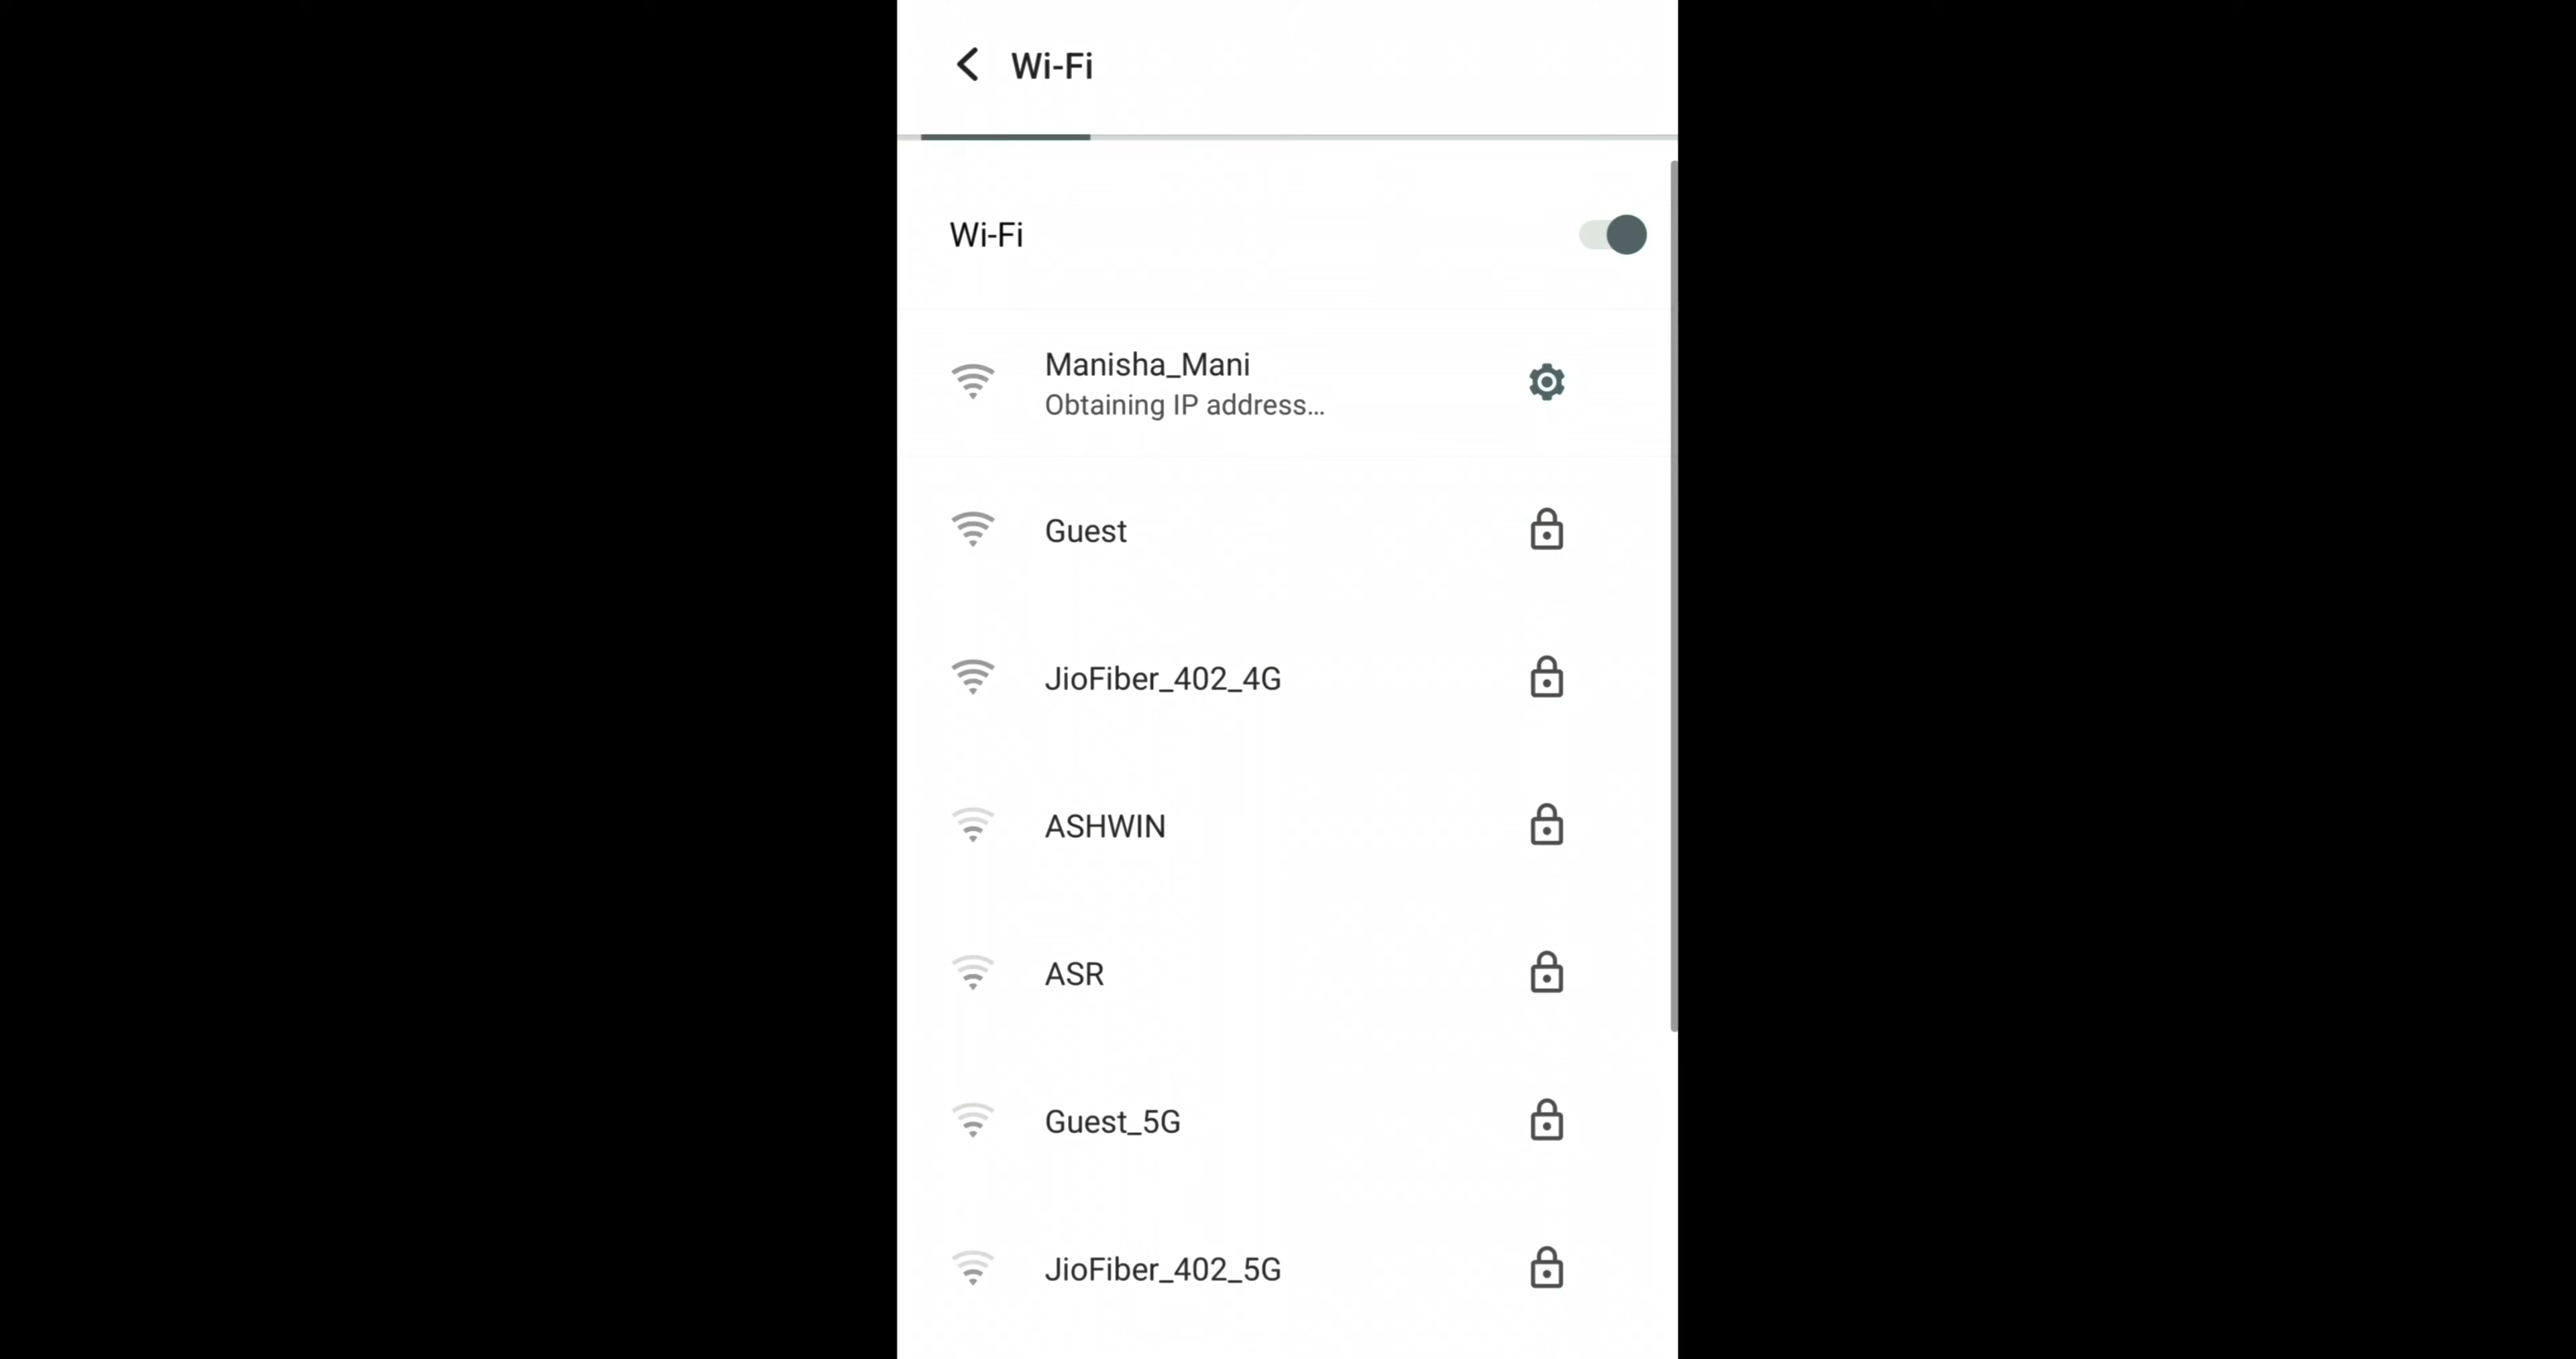 Wi-Fi
Wi-Fi
Manisha_Mani
Obtaining IP address...
Guest
JioFiber_402_4G
ASHWIN
ASR
Guest_5G
JioFiber_402_5G